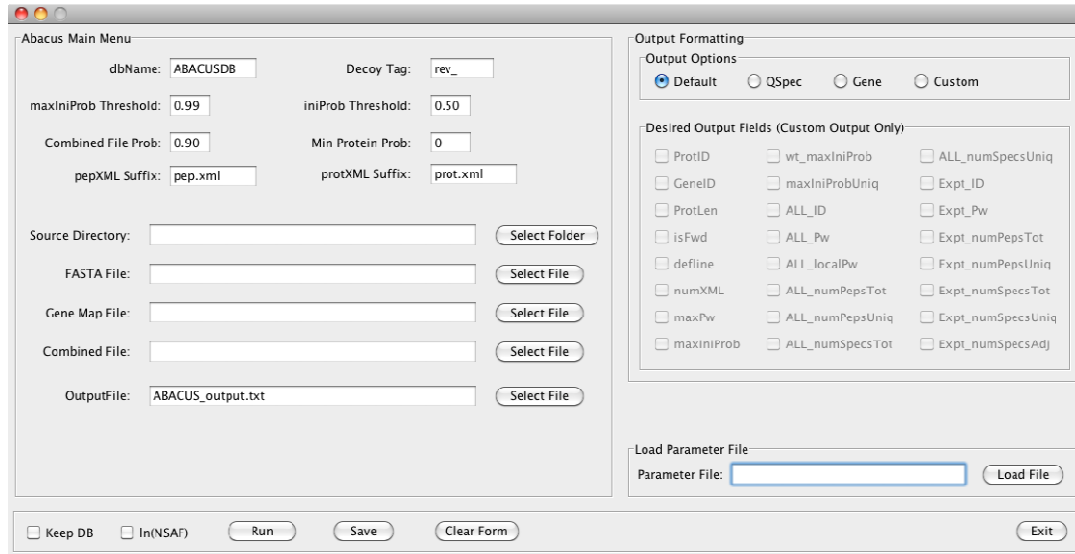 Abacus Main Menu
dbName: ABACUSDB Decoy Tag: rev_
maxIniProb Threshold: 0.99 iniProb Threshold: 0.50
Combined File Prob: 0.90 Min Protein Prob: 0
pepXML Suffix: pep.xml protXML Suffix: prot.xml
Source Directory: Select Folder
FASTA File: Select File
Gene Map File: Select File
Combined File: Select File
OutputFile: ABACUS_output.txt Select File
Output Formatting
Output Options
Default QSpec Gene Custom
Desired Output Fields (Custom Output Only)
ProtID wt_maxIniProb ALL_numSpecsUniq
GeneID maxIniProbUniq Expt_ID
ProtLen ALL_ID Expt_Pw
isFwd ALL_Pw Expt_numPepsTot
defline ALL_localPw Expt_numPepsUniq
numXML ALL_numPepsTot Expt_numSpecsTot
maxPw ALL_numPepsUniq Expt_numSpecsUniq
maxIniProb ALL_numSpecsTot Expt_numSpecsAdj
Load Parameter File
Parameter File: Load File
Keep DB ln(NSAF) Run Save Clear Form Exit